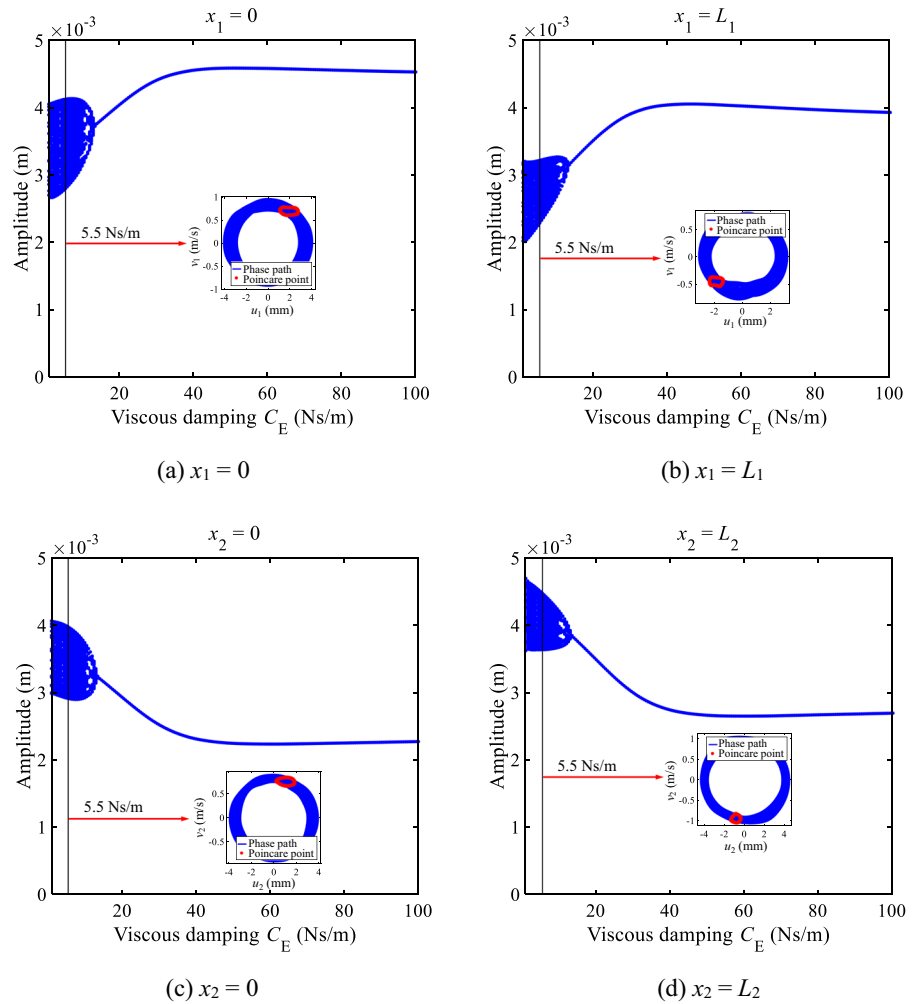 x₁ = 0
×10⁻³
5
4
3
2
1
0
Amplitude (m)
5.5 Ns/m
1
0.5
0
-0.5
-1
v₁ (m/s)
Phase path
Poincare point
-4 -2 0 2 4
u₁ (mm)
20 40 60 80 100
Viscous damping C_E (Ns/m)
(a) x₁ = 0
x₁ = L₁
×10⁻³
5
4
3
2
1
0
Amplitude (m)
5.5 Ns/m
0.5
0
-0.5
v₁ (m/s)
Phase path
Poincare point
-2 0 2
u₁ (mm)
20 40 60 80 100
Viscous damping C_E (Ns/m)
(b) x₁ = L₁
x₂ = 0
×10⁻³
5
4
3
2
1
0
Amplitude (m)
5.5 Ns/m
0.5
0
-0.5
v₂ (m/s)
Phase path
Poincare point
-4 -2 0 2 4
u₂ (mm)
20 40 60 80 100
Viscous damping C_E (Ns/m)
(c) x₂ = 0
x₂ = L₂
×10⁻³
5
4
3
2
1
0
Amplitude (m)
5.5 Ns/m
1
0.5
0
-0.5
-1
v₂ (m/s)
Phase path
Poincare point
-4 -2 0 2 4
u₂ (mm)
20 40 60 80 100
Viscous damping C_E (Ns/m)
(d) x₂ = L₂